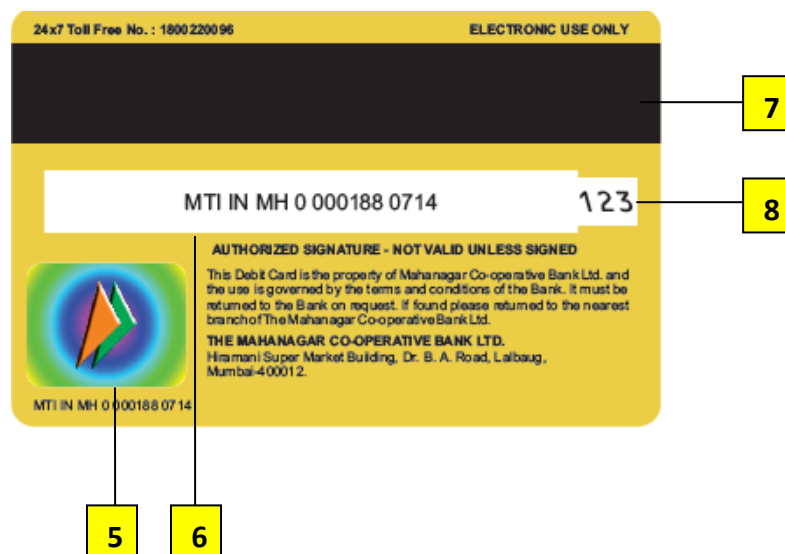 24x7 Toll Free No. : 1800220096 ELECTRONIC USE ONLY
7
MTI IN MH 0 000188 0714 123
8
AUTHORIZED SIGNATURE - NOT VALID UNLESS SIGNED
This Debit Card is the property of Mahanagar Co-operative Bank Ltd. and
the use is governed by the terms and conditions of the Bank. It must be
returned to the Bank on request. If found please returned to the nearest
branch of The Mahanagar Co-operative Bank Ltd.
THE MAHANAGAR CO-OPERATIVE BANK LTD.
Hiramani Super Market Building, Dr. B. A. Road, Lalbaug,
Mumbai-400012.
MTI IN MH 0 000188 0714
5 6